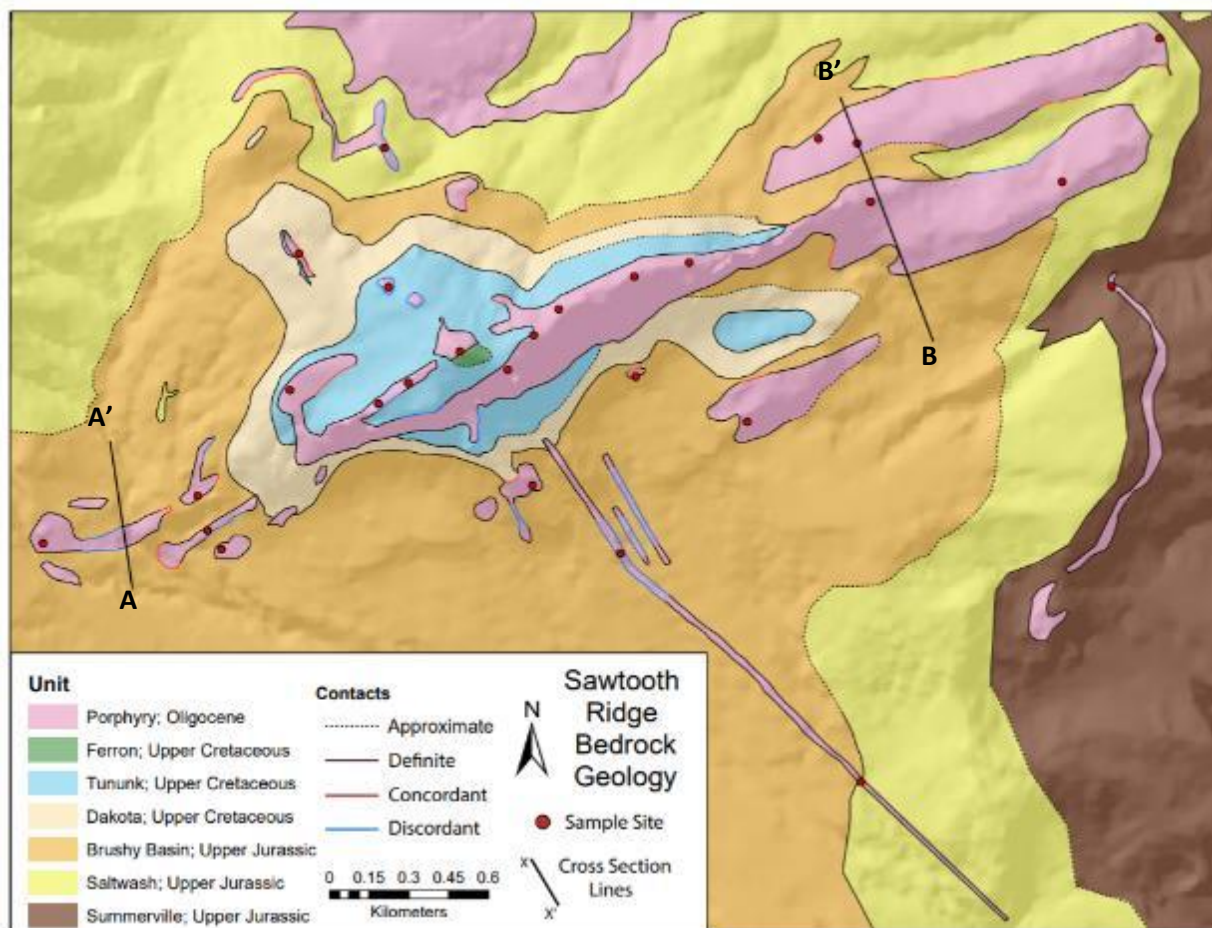 B’
B
A’
A
Unit
Porphyry; Oligocene
Ferron; Upper Cretaceous
Tununk; Upper Cretaceous
Dakota; Upper Cretaceous
Brushy Basin; Upper Jurassic
Saltwash; Upper Jurassic
Summerville; Upper Jurassic
Contacts
Approximate
Definite
Concordant
Discordant
0 0.15 0.3 0.45 0.6
Kilometers
N
Sawtooth
Ridge
Bedrock
Geology
Sample Site
X
X'
Cross Section
Lines